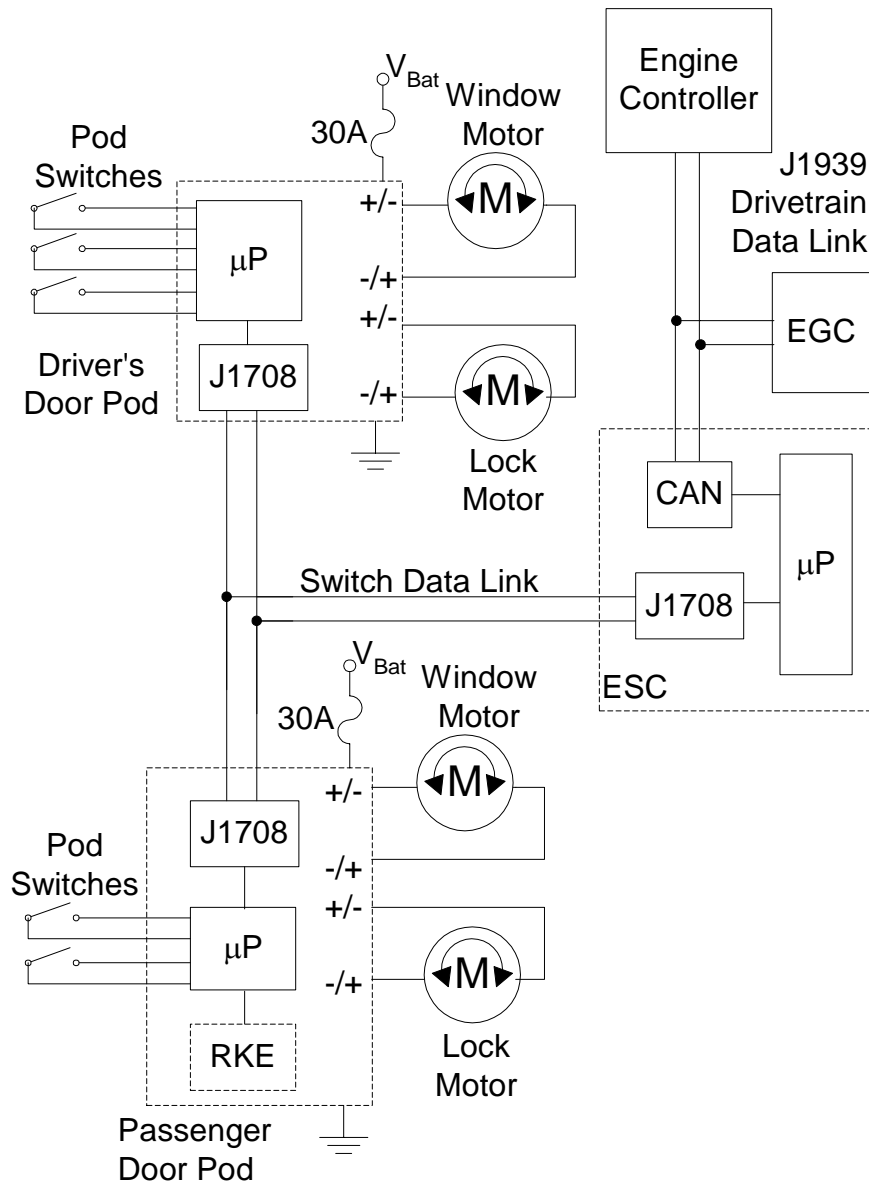 V_Bat
30A
Window
Motor
Engine
Controller
Pod
Switches
J1939
Drivetrain
Data Link
+/-
M
μP
-/+
+/-
EGC
Driver's
Door Pod
J1708
-/+
M
Lock
Motor
CAN
μP
Switch Data Link
J1708
ESC
V_Bat
30A
Window
Motor
+/-
M
J1708
Pod
Switches
-/+
+/-
μP
-/+
M
RKE
Lock
Motor
Passenger
Door Pod